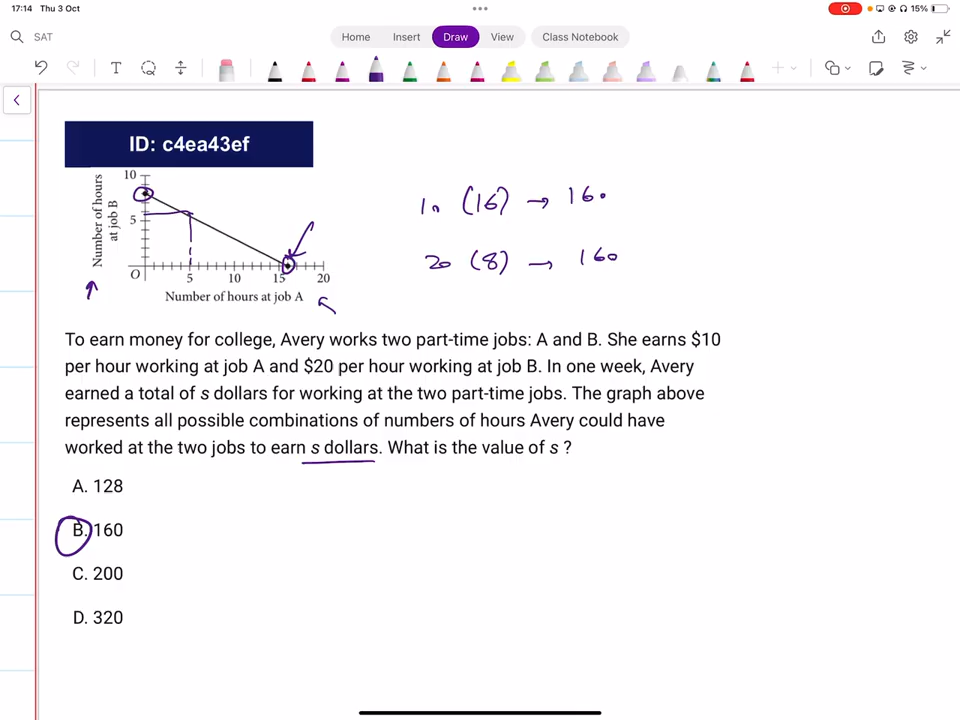 17:14 Thu 3 Oct
15%
SAT
Home Insert Draw View Class Notebook
T
ID: c4ea43ef
Number of hours
at job B
10
5
O 5 10 15 20
Number of hours at job A
10 (16) → 160
20 (8) → 160
To earn money for college, Avery works two part-time jobs: A and B. She earns $10
per hour working at job A and $20 per hour working at job B. In one week, Avery
earned a total of s dollars for working at the two part-time jobs. The graph above
represents all possible combinations of numbers of hours Avery could have
worked at the two jobs to earn s dollars. What is the value of s ?
A. 128
B. 160
C. 200
D. 320